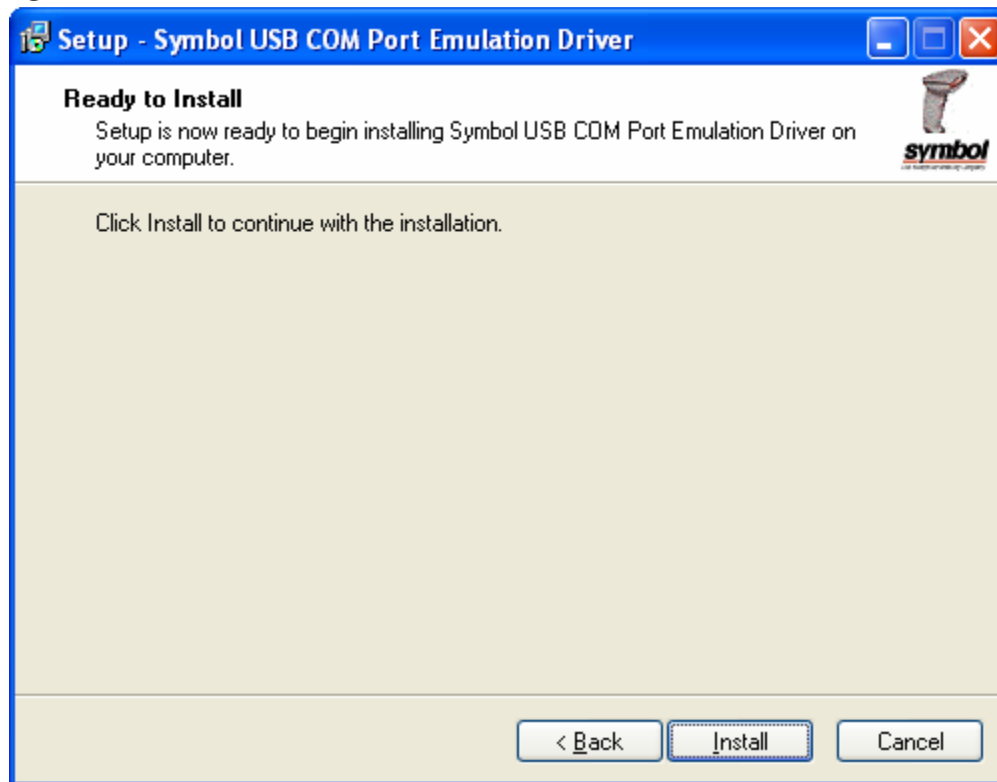 Setup - Symbol USB COM Port Emulation Driver
Ready to Install
Setup is now ready to begin installing Symbol USB COM Port Emulation Driver on
your computer.
symbol
Click Install to continue with the installation.
< Back
Install
Cancel